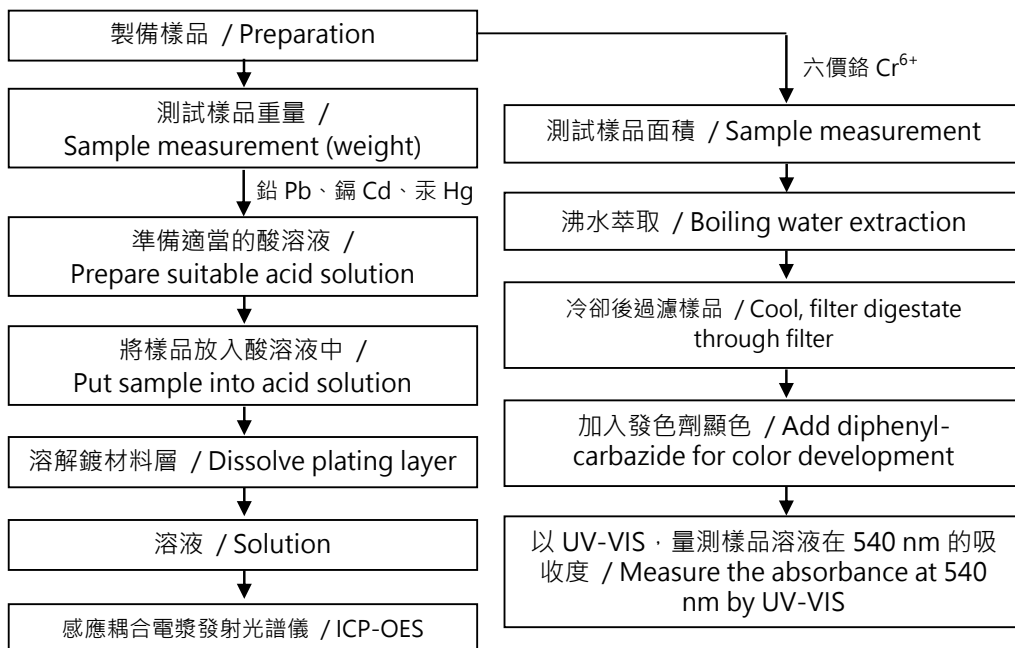 製備樣品 / Preparation
測試樣品重量 /
Sample measurement (weight)
鉛 Pb、鎘 Cd、汞 Hg
準備適當的酸溶液 /
Prepare suitable acid solution
將樣品放入酸溶液中 /
Put sample into acid solution
溶解鍍材料層 / Dissolve plating layer
溶液 / Solution
感應耦合電漿發射光譜儀 / ICP-OES
六價鉻 Cr⁶⁺
測試樣品面積 / Sample measurement
沸水萃取 / Boiling water extraction
冷卻後過濾樣品 / Cool, filter digestate
through filter
加入發色劑顯色 / Add diphenyl-
carbazide for color development
以 UV-VIS，量測樣品溶液在 540 nm 的吸
收度 / Measure the absorbance at 540
nm by UV-VIS